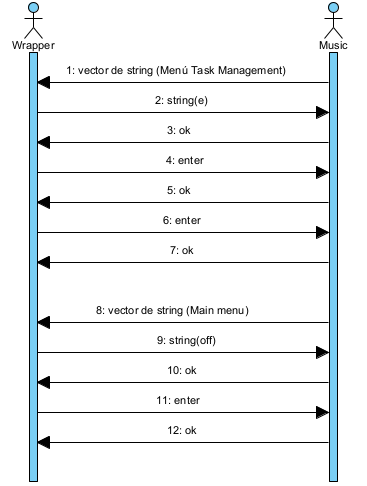 Wrapper Music
1: vector de string (Menú Task Management)
2: string(e)
3: ok
4: enter
5: ok
6: enter
7: ok
8: vector de string (Main menu)
9: string(off)
10: ok
11: enter
12: ok